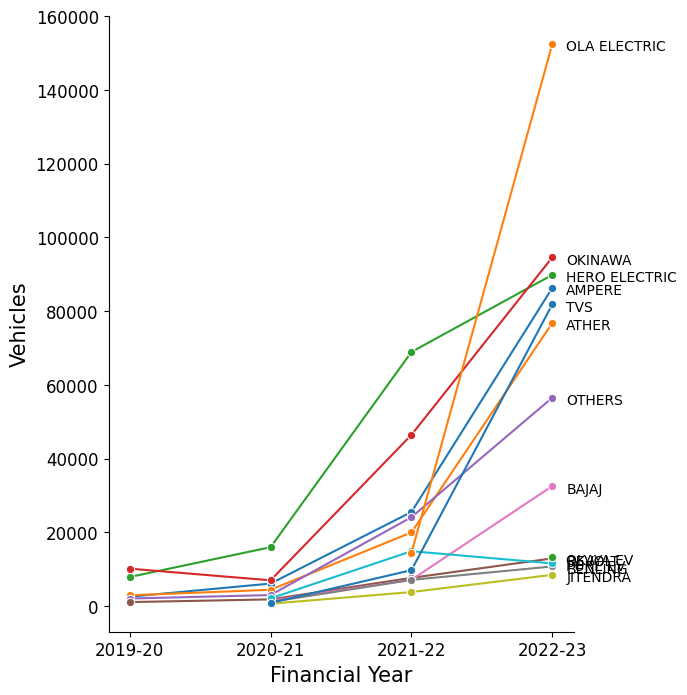 160000
140000
120000
100000
80000
60000
40000
20000
0
Vehicles
2019-20
2020-21
2021-22
2022-23
Financial Year
OLA ELECTRIC
OKINAWA
HERO ELECTRIC
AMPERE
TVS
ATHER
OTHERS
BAJAJ
JITENDRA